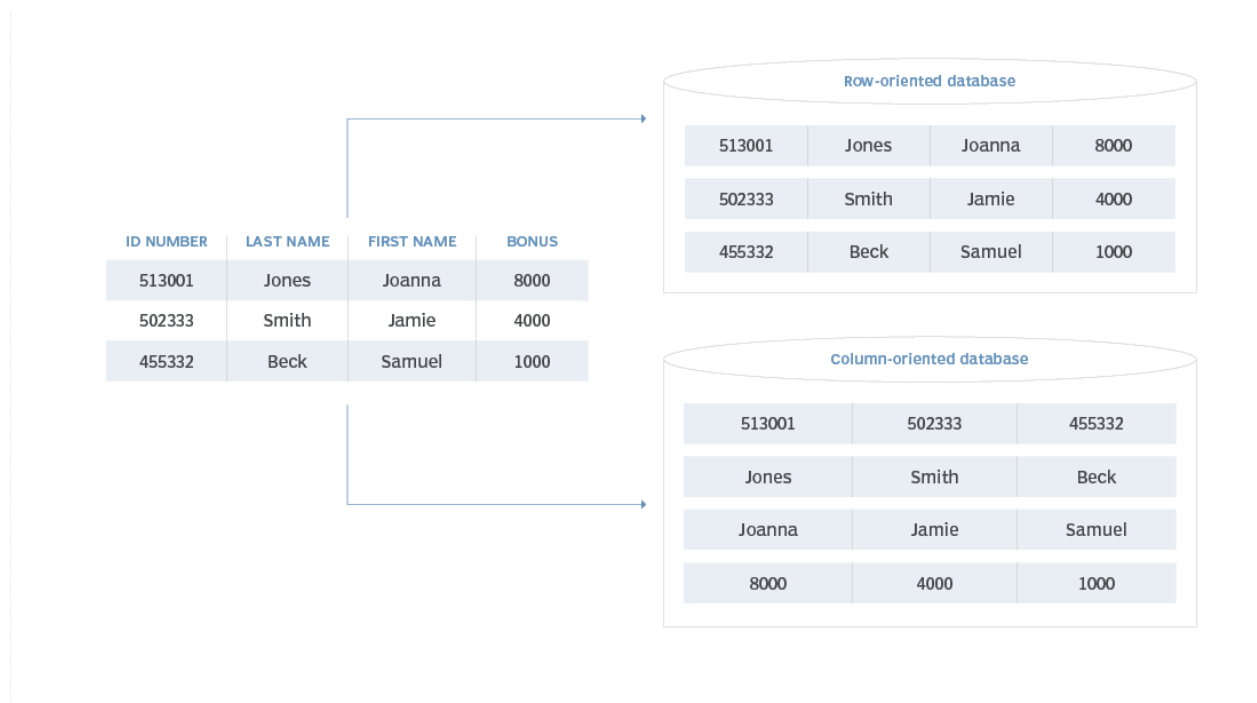 ID NUMBER LAST NAME FIRST NAME BONUS
513001 Jones Joanna 8000
502333 Smith Jamie 4000
455332 Beck Samuel 1000
Row-oriented database
513001 Jones Joanna 8000
502333 Smith Jamie 4000
455332 Beck Samuel 1000
Column-oriented database
513001 502333 455332
Jones Smith Beck
Joanna Jamie Samuel
8000 4000 1000